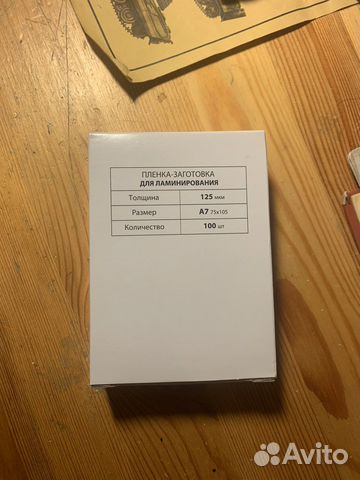 ПЛЕНКА-ЗАГОТОВКА
ДЛЯ ЛАМИНИРОВАНИЯ
Толщина 125 мкм
Размер А7 75х105
Количество 100 шт
Avito